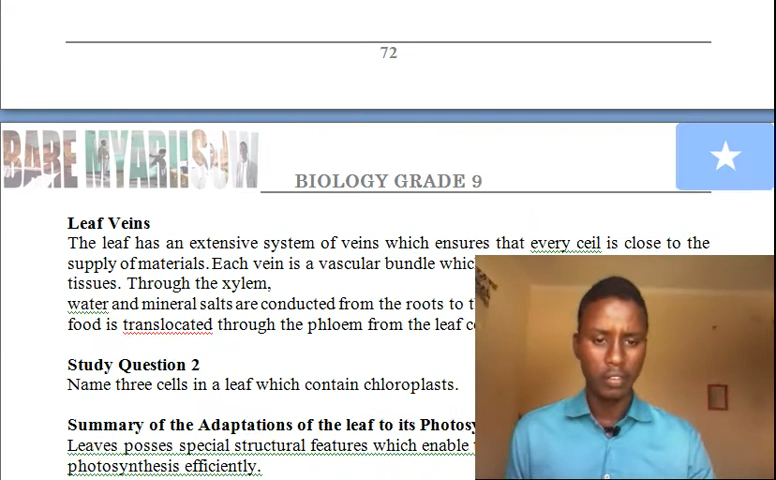 72
BARE MYARHSOW
BIOLOGY GRADE 9
Leaf Veins
The leaf has an extensive system of veins which ensures that every ceil is close to the
supply of materials. Each vein is a vascular bundle whic
tissues. Through the xylem,
water and mineral salts are conducted from the roots to t
food is translocated through the phloem from the leaf c
Study Question 2
Name three cells in a leaf which contain chloroplasts.
Summary of the Adaptations of the leaf to its Photosy
Leaves posses special structural features which enable
photosynthesis efficiently.